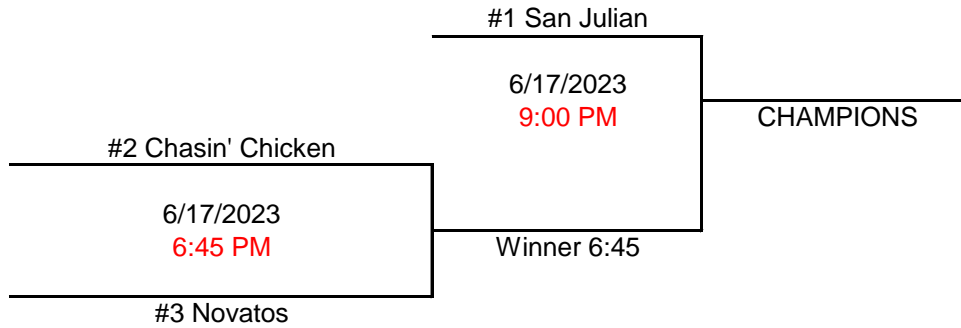 #1 San Julian
6/17/2023
9:00 PM
CHAMPIONS
#2 Chasin' Chicken
6/17/2023
6:45 PM
Winner 6:45
#3 Novatos